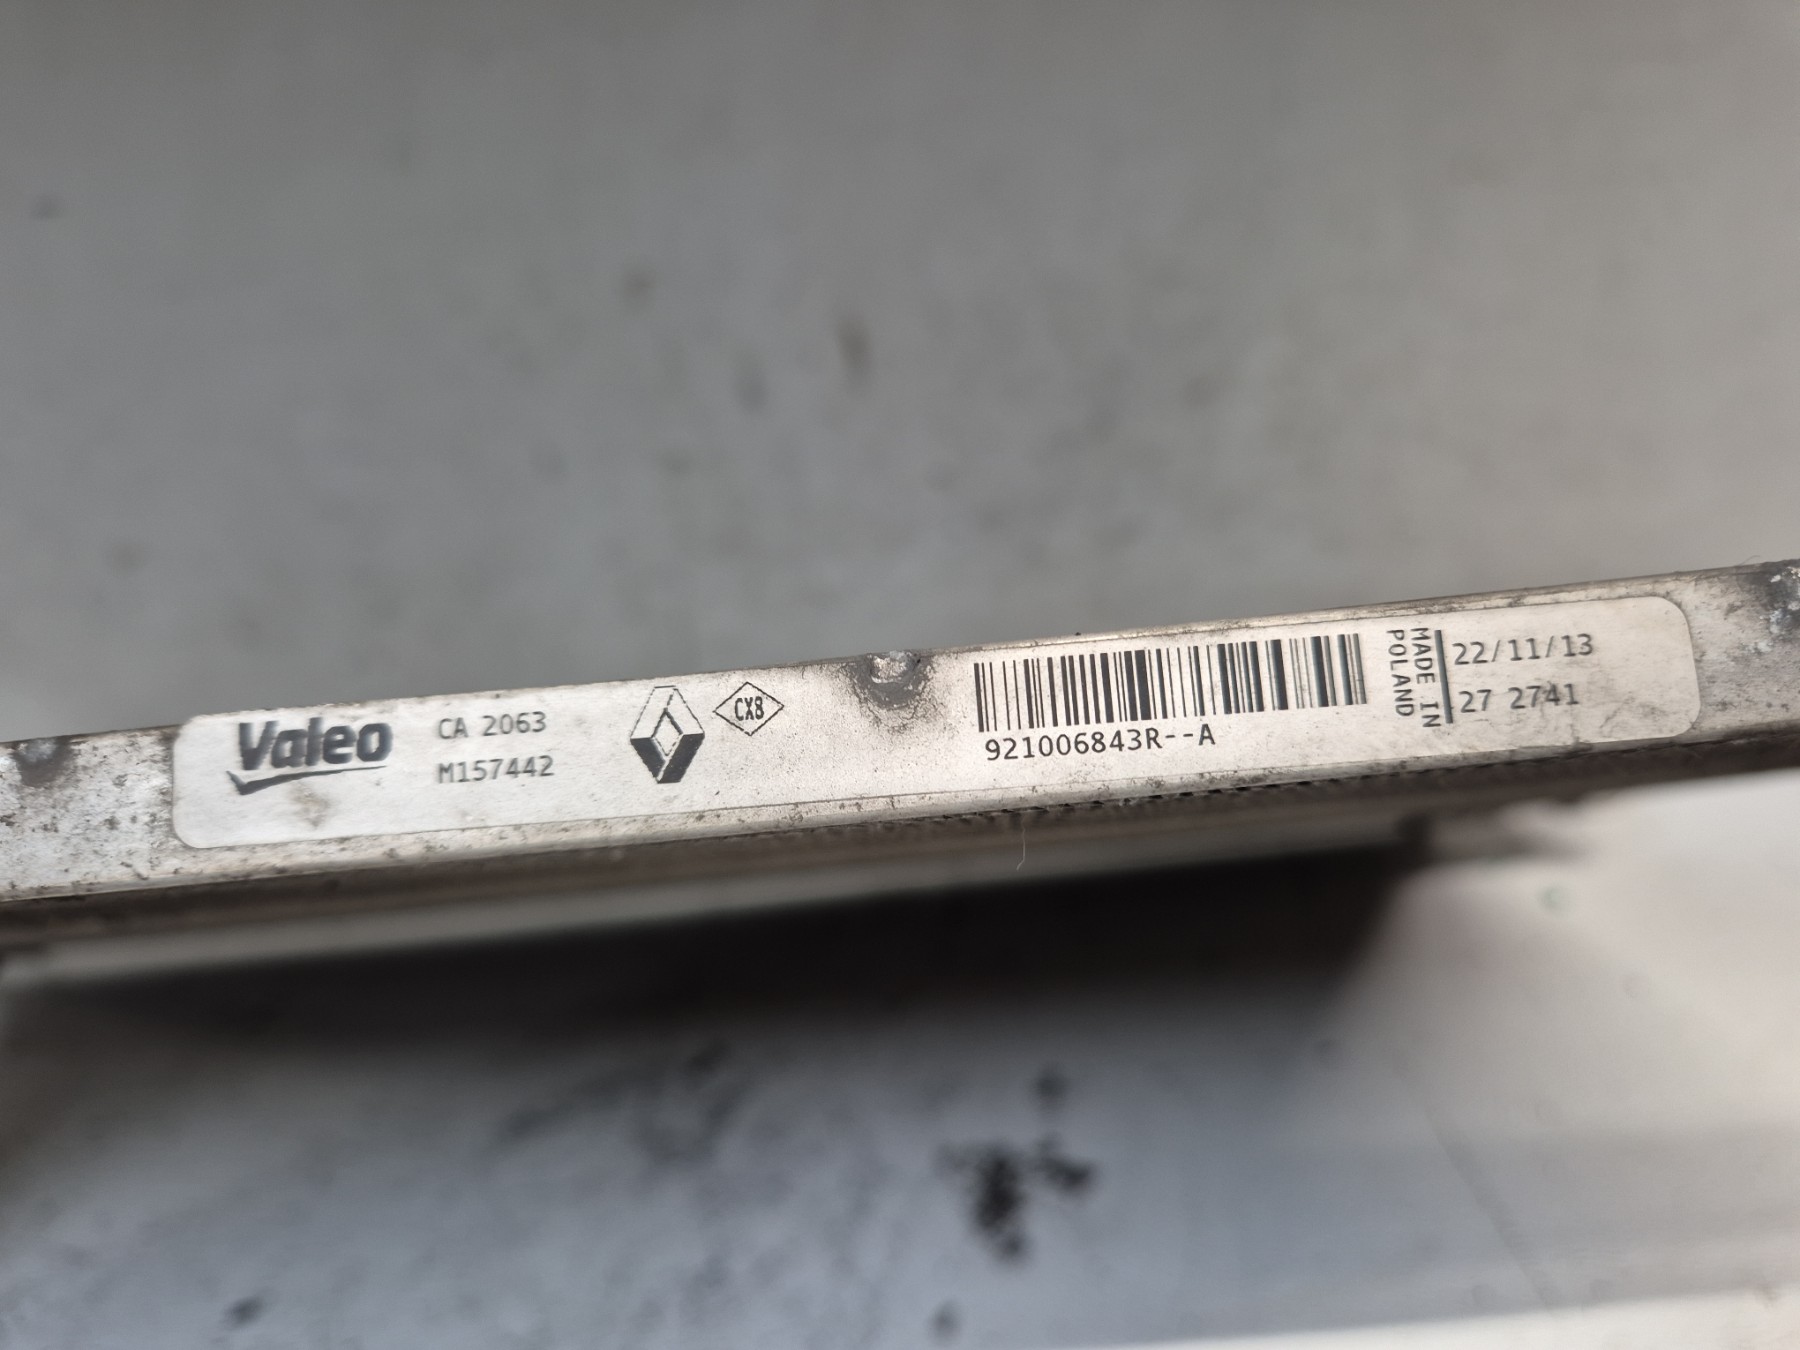 Valeo
CA 2063
M157442
CX8
921006843R--A
MADE IN
POLAND
22/11/13
27 2741